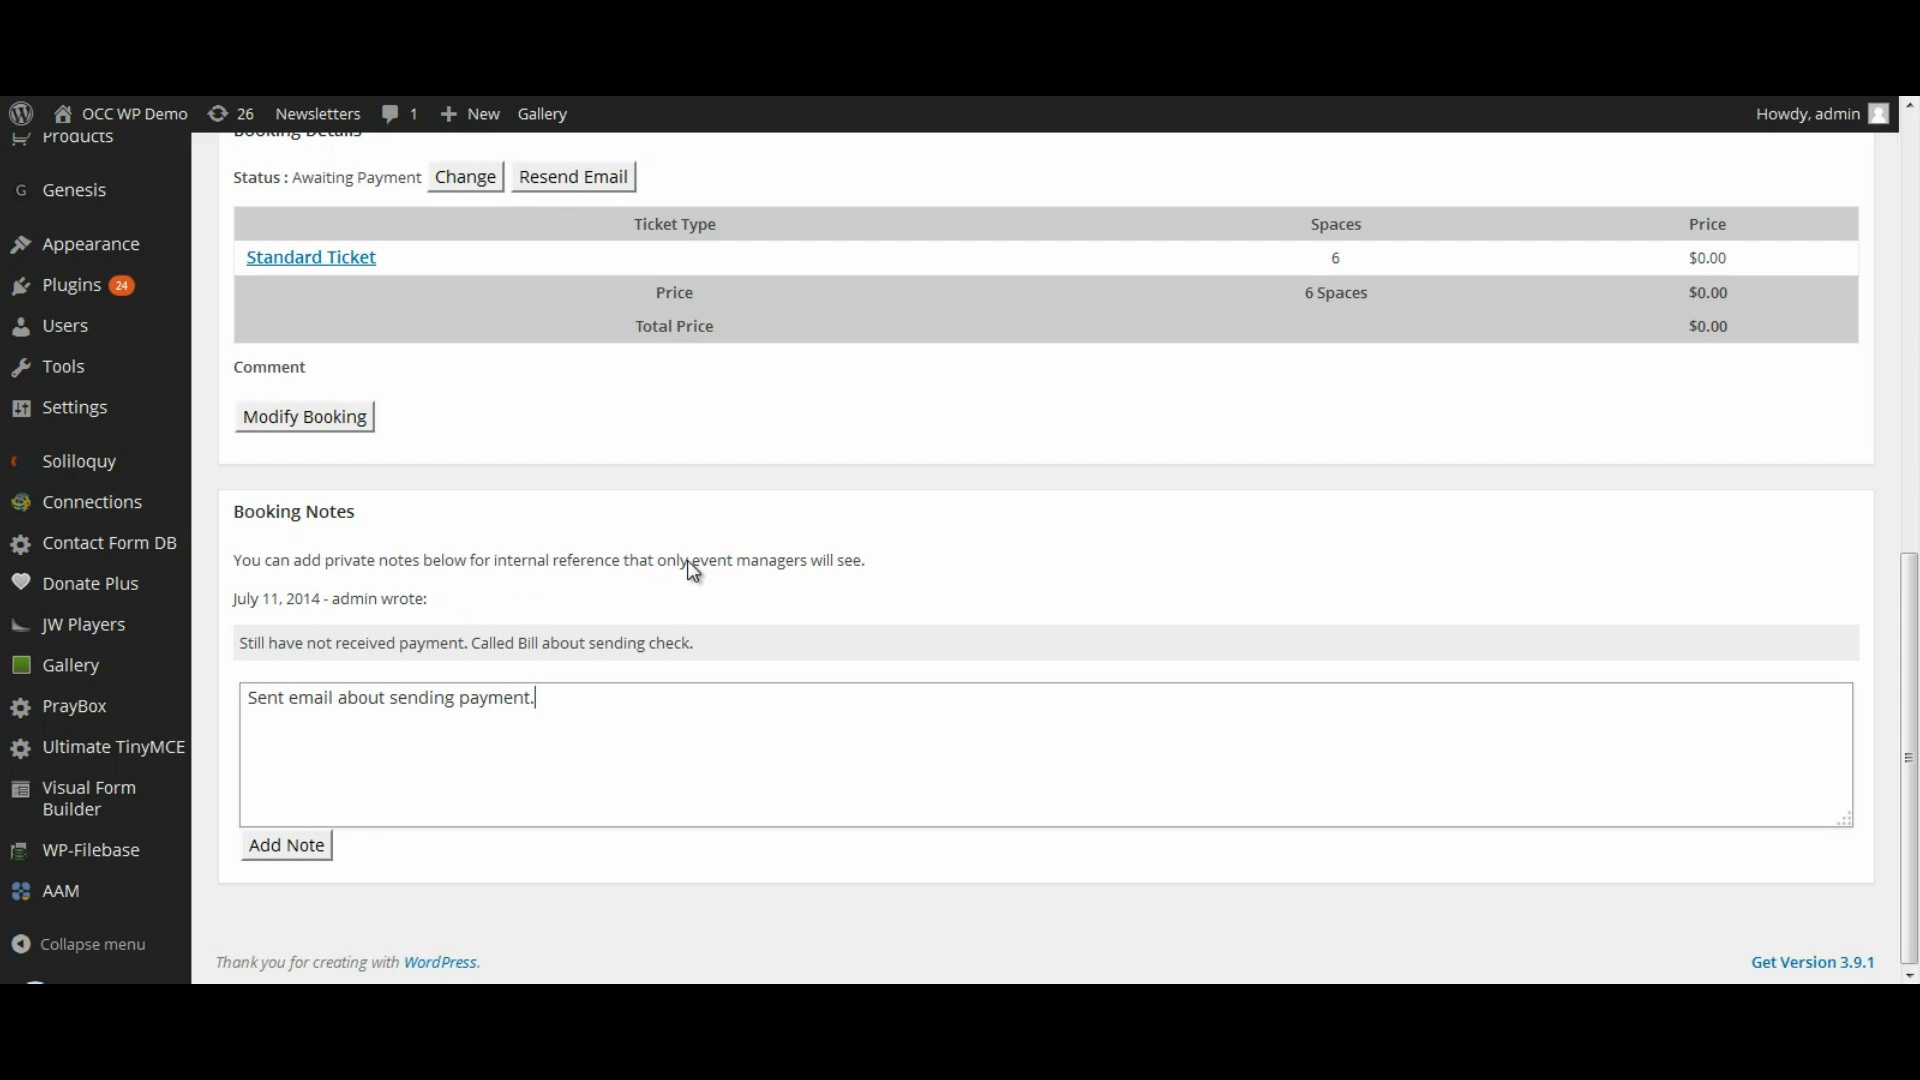 OCC WP Demo 26 Newsletters 1 New Gallery Howdy, admin
Products
Genesis
Appearance
Plugins 24
Users
Tools
Settings
Soliloquy
Connections
Contact Form DB
Donate Plus
JW Players
Gallery
PrayBox
Ultimate TinyMCE
Visual Form
Builder
WP-Filebase
AAM
Collapse menu
Booking Details
Status : Awaiting Payment Change Resend Email
Ticket Type Spaces Price
Standard Ticket 6 $0.00
Price 6 Spaces $0.00
Total Price $0.00
Comment
Modify Booking
Booking Notes
You can add private notes below for internal reference that only event managers will see.
July 11, 2014 - admin wrote:
Still have not received payment. Called Bill about sending check.
Sent email about sending payment.
Add Note
Thank you for creating with WordPress. Get Version 3.9.1